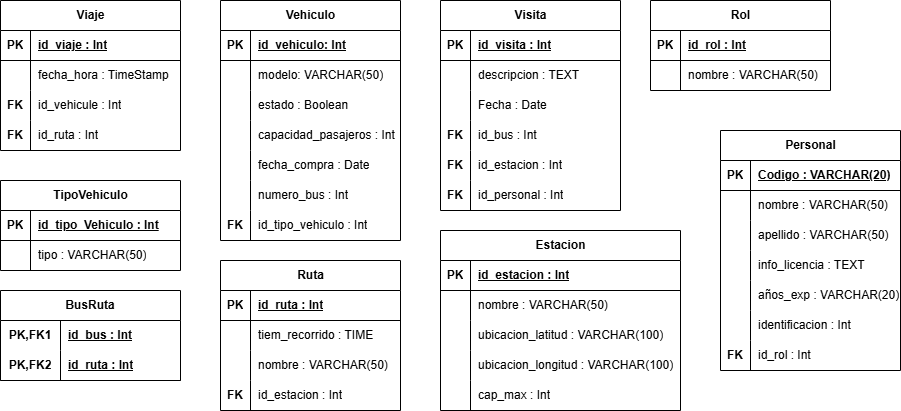 Viaje
PK id_viaje : Int
fecha_hora : TimeStamp
FK id_vehicule : Int
FK id_ruta : Int
TipoVehiculo
PK id_tipo_Vehiculo : Int
tipo : VARCHAR(50)
BusRuta
PK,FK1 id_bus : Int
PK,FK2 id_ruta : Int
Vehiculo
PK id_vehiculo: Int
modelo: VARCHAR(50)
estado : Boolean
capacidad_pasajeros : Int
fecha_compra : Date
numero_bus : Int
FK id_tipo_vehiculo : Int
Ruta
PK id_ruta : Int
tiem_recorrido : TIME
nombre : VARCHAR(50)
FK id_estacion : Int
Visita
PK id_visita : Int
descripcion : TEXT
Fecha : Date
FK id_bus : Int
FK id_estacion : Int
FK id_personal : Int
Estacion
PK id_estacion : Int
nombre : VARCHAR(50)
ubicacion_latitud : VARCHAR(100)
ubicacion_longitud : VARCHAR(100)
cap_max : Int
Rol
PK id_rol : Int
nombre : VARCHAR(50)
Personal
PK Codigo : VARCHAR(20)
nombre : VARCHAR(50)
apellido : VARCHAR(50)
info_licencia : TEXT
años_exp : VARCHAR(20)
identificacion : Int
FK id_rol : Int